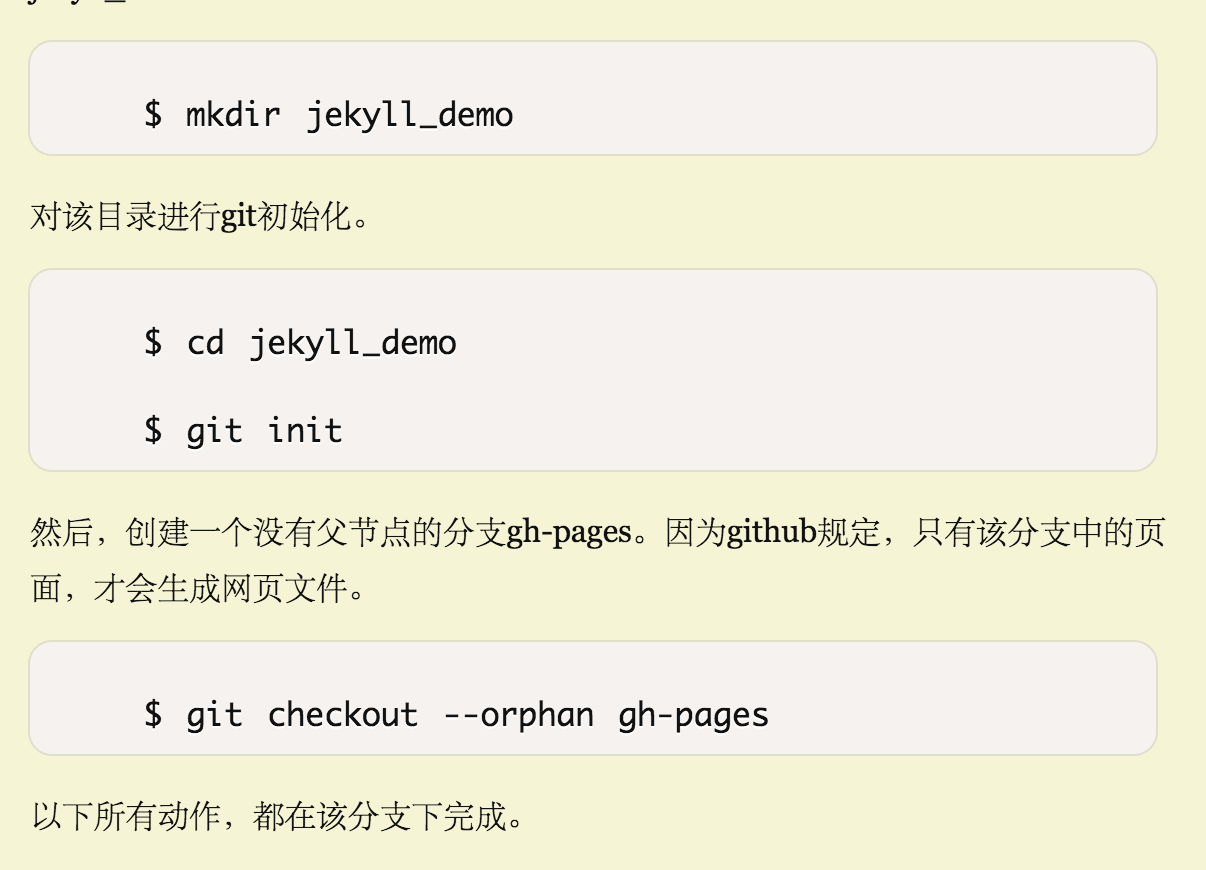 $ mkdir jekyll_demo
对该目录进行git初始化。
$ cd jekyll_demo
$ git init
然后，创建一个没有父节点的分支gh-pages。因为github规定，只有该分支中的页
面，才会生成网页文件。
$ git checkout --orphan gh-pages
以下所有动作，都在该分支下完成。